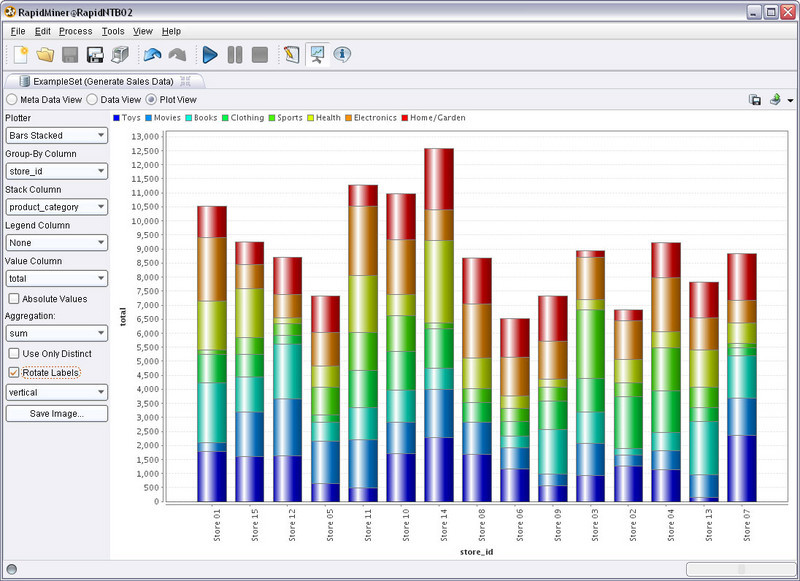 RapidMiner@RapidNTB02
File Edit Process Tools View Help
ExampleSet (Generate Sales Data)
Meta Data View Data View Plot View
Plotter
Bars Stacked
Group-By Column
store_id
Stack Column
product_category
Legend Column
None
Value Column
total
Absolute Values
Aggregation:
sum
Use Only Distinct
Rotate Labels
vertical
Save Image...
Toys Movies Books Clothing Sports Health Electronics Home/Garden
13,000
12,500
12,000
11,500
11,000
10,500
10,000
9,500
9,000
8,500
8,000
7,500
7,000
6,500
6,000
5,500
5,000
4,500
4,000
3,500
3,000
2,500
2,000
1,500
1,000
500
0
total
Store 01
Store 15
Store 12
Store 05
Store 11
Store 10
Store 14
Store 08
Store 06
Store 09
Store 03
Store 02
Store 04
Store 13
Store 07
store_id